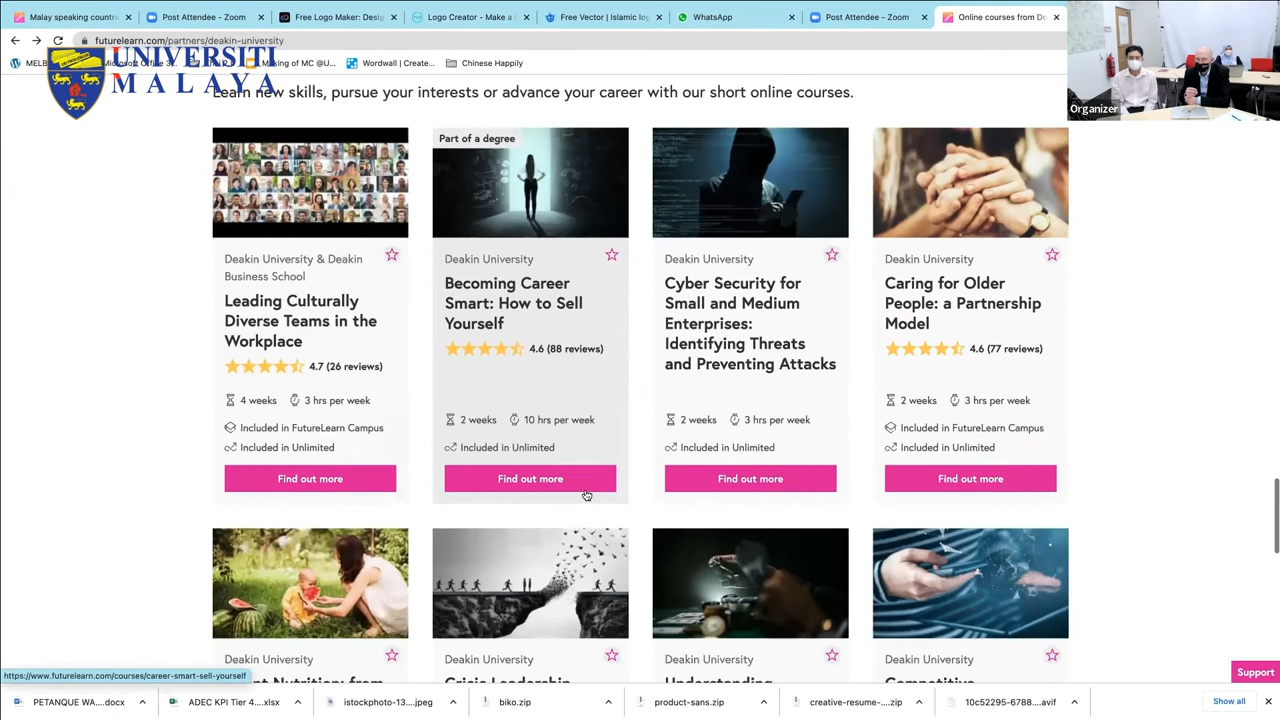 Malay speaking countri
Post Attendee - Zoom
Free Logo Maker: Desig
Logo Creator - Make a
Free Vector | Islamic log
WhatsApp
Post Attendee - Zoom
Online courses from De
futurelearn.com/partners/deakin-university
UNIVERSITI
MALAYA
Making of MC @U...
Wordwall | Create...
Chinese Happily
Organizer
Learn new skills, pursue your interests or advance your career with our short online courses.
Deakin University & Deakin
Business School
Leading Culturally
Diverse Teams in the
Workplace
4.7 (26 reviews)
4 weeks 3 hrs per week
Included in FutureLearn Campus
Included in Unlimited
Find out more
Part of a degree
Deakin University
Becoming Career
Smart: How to Sell
Yourself
4.6 (88 reviews)
2 weeks 10 hrs per week
Included in Unlimited
Find out more
Deakin University
Cyber Security for
Small and Medium
Enterprises:
Identifying Threats
and Preventing Attacks
2 weeks 3 hrs per week
Included in Unlimited
Find out more
Deakin University
Caring for Older
People: a Partnership
Model
4.6 (77 reviews)
2 weeks 3 hrs per week
Included in FutureLearn Campus
Included in Unlimited
Find out more
Deakin University
Deakin University
Crisis Leadership
Deakin University
Understanding
Deakin University
Competitive
https://www.futurelearn.com/courses/career-smart-sell-yourself
Support
PETANQUE WA....docx
ADEC KPI Tier 4....xlsx
istockphoto-13....jpeg
biko.zip
product-sans.zip
creative-resume-....zip
10c52295-6788....avif
Show all